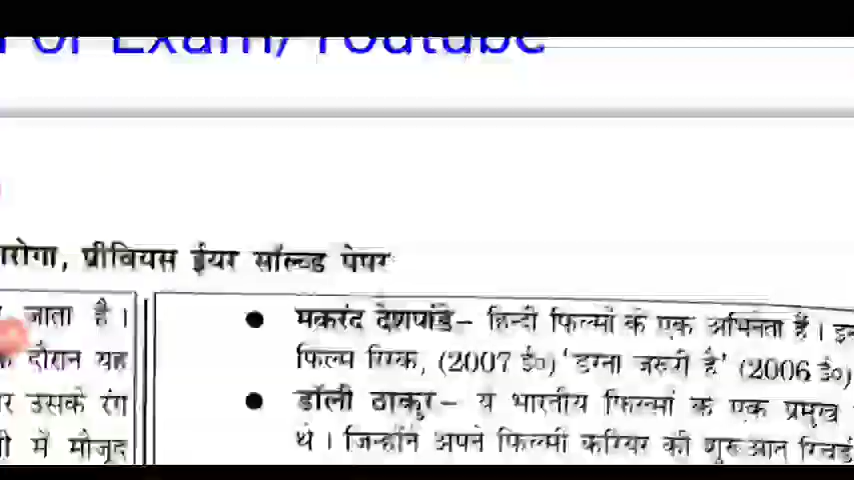 Or Exam/ Youtube
रोगा, प्रीवियस ईयर सॉल्व्ड पेपर
जाता है।
दौरान यह
उसके रंग
में मौजूद
● मकरंद देशपांडे– हिन्दी फिल्मों के एक अभिनेता हैं।
फिल्म रिस्क, (2007 ई०) 'डरना जरूरी है' (2006 ई०)
● डॉली ठाकुर– ये भारतीय फिल्मों के एक प्रमुख
थे। जिन्होंने अपने फिल्मी करियर की शुरूआत